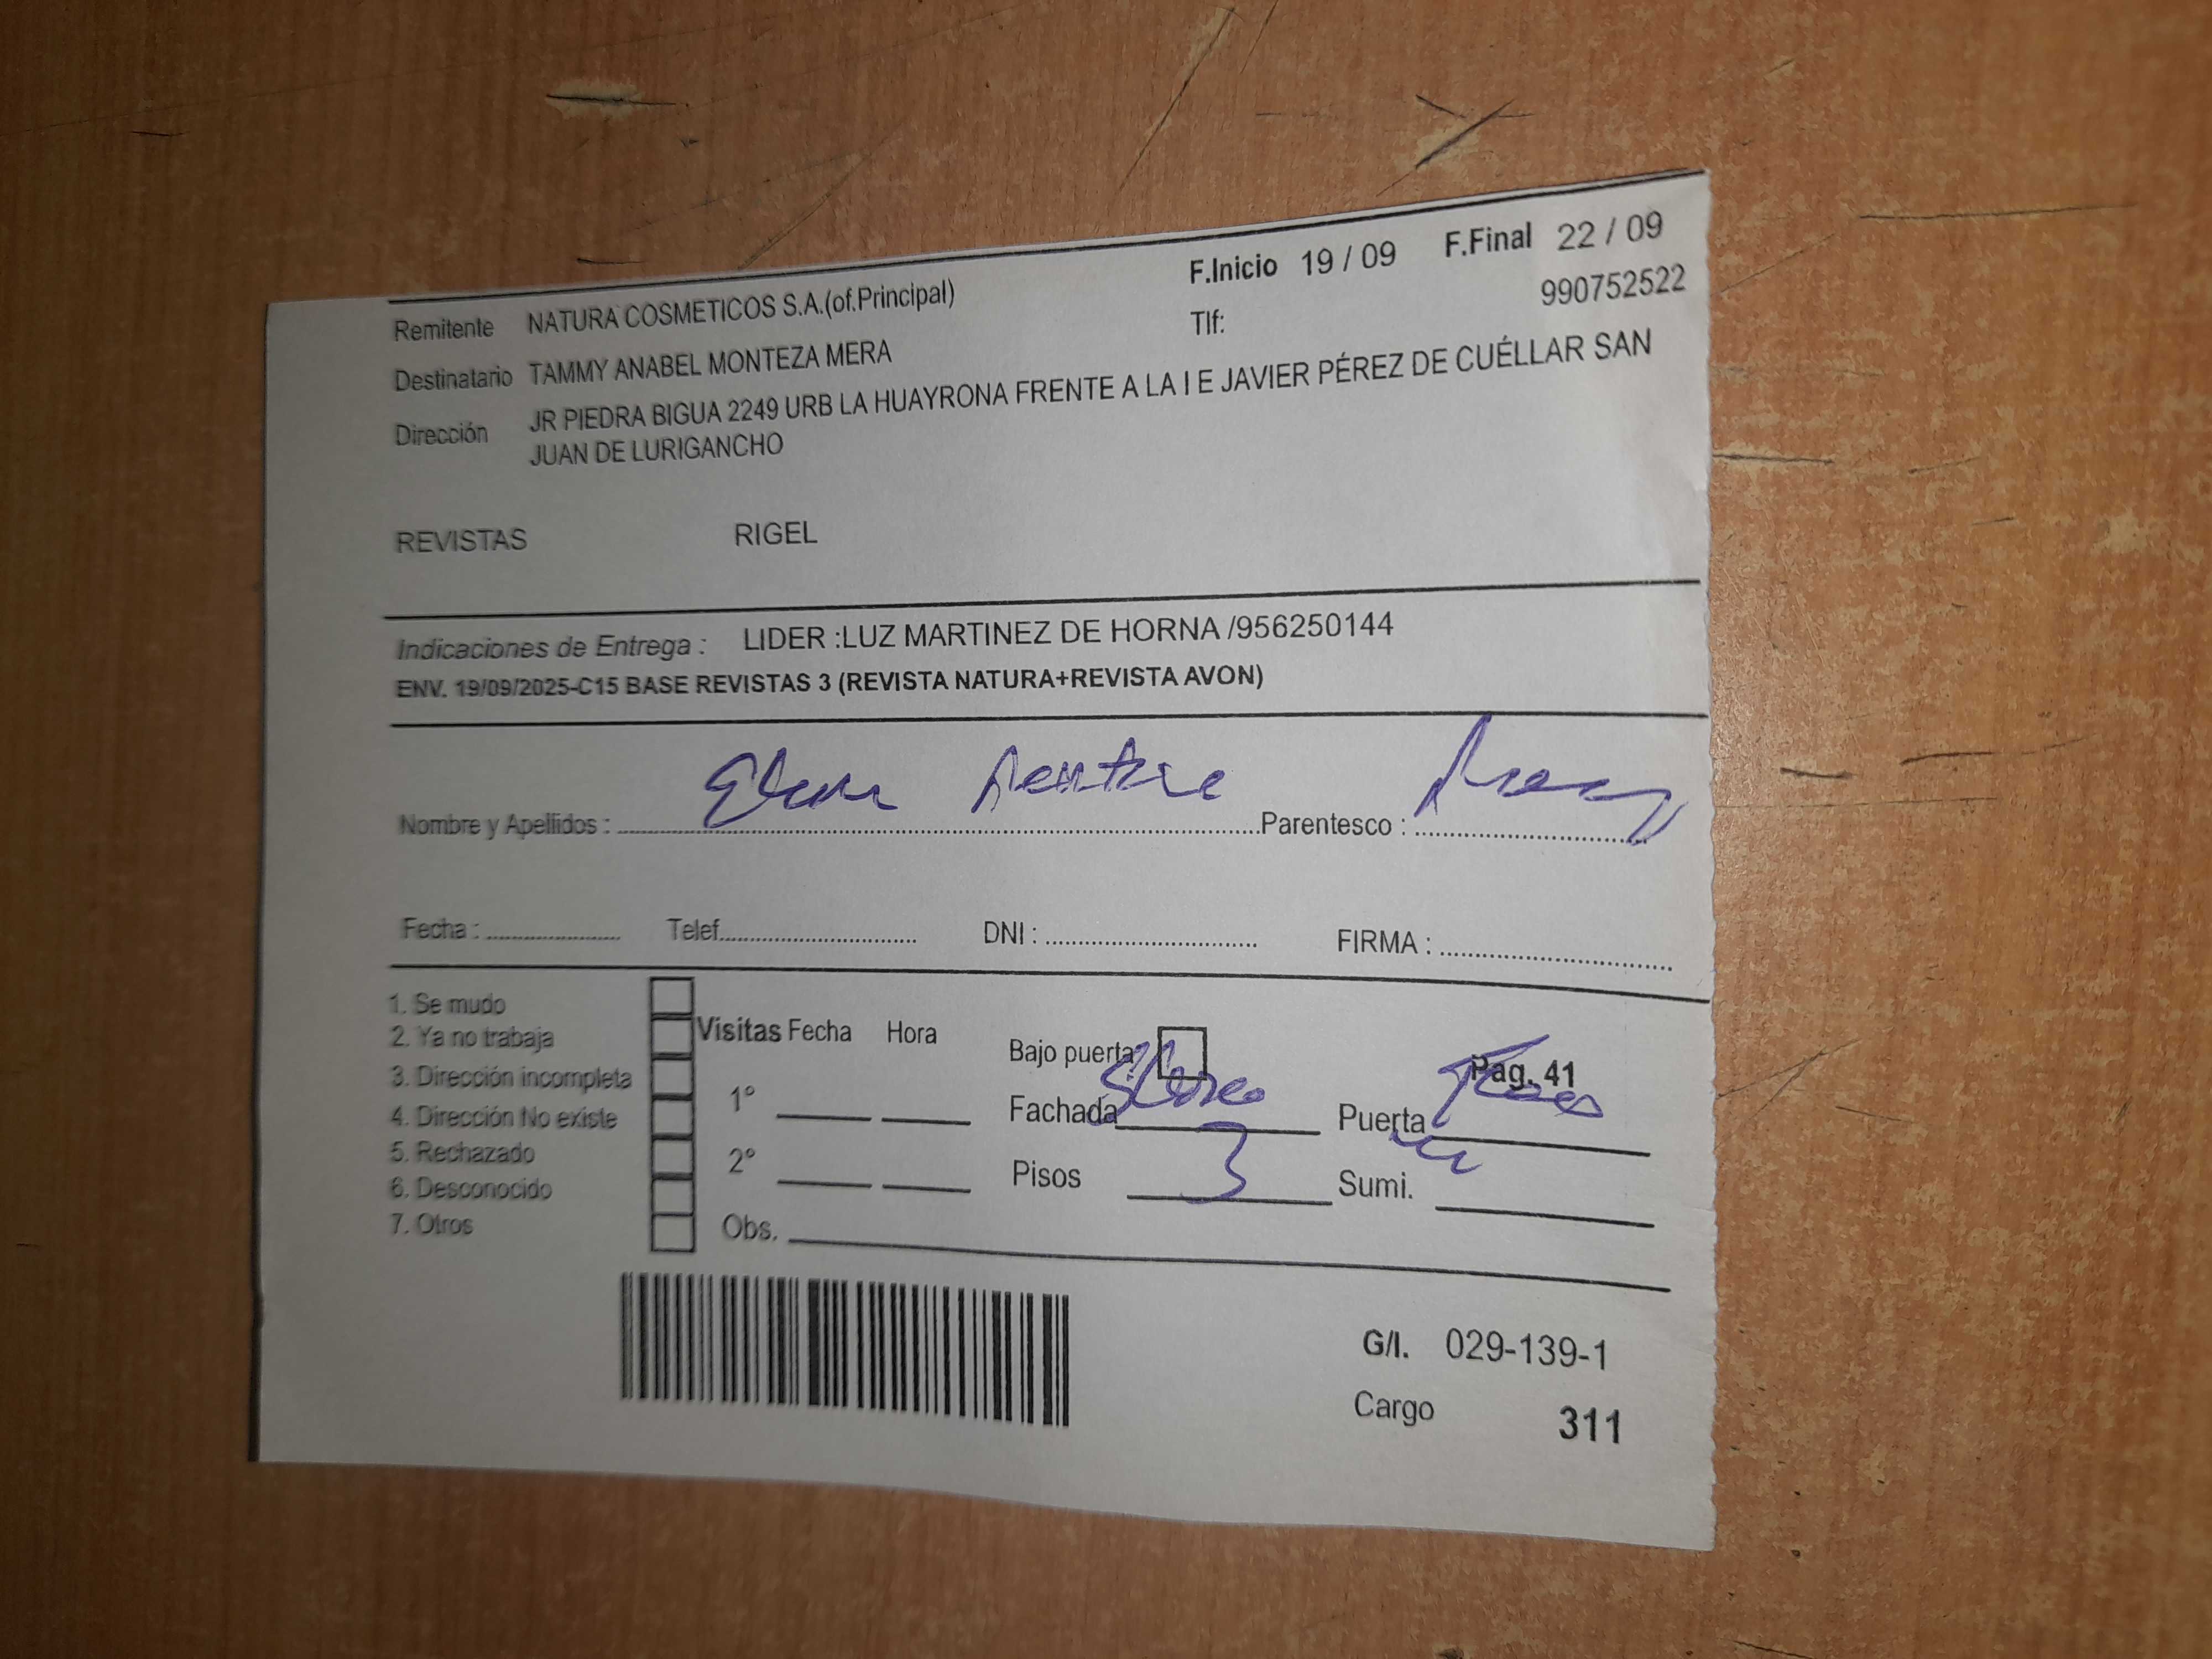 F.Inicio 19 / 09 F.Final 22 / 09
Remitente NATURA COSMETICOS S.A.(of.Principal) Tlf: 990752522
Destinatario TAMMY ANABEL MONTEZA MERA
Dirección JR PIEDRA BIGUA 2249 URB LA HUAYRONA FRENTE A LA I E JAVIER PÉREZ DE CUÉLLAR SAN
JUAN DE LURIGANCHO
REVISTAS RIGEL
Indicaciones de Entrega : LIDER :LUZ MARTINEZ DE HORNA /956250144
ENV. 19/09/2025-C15 BASE REVISTAS 3 (REVISTA NATURA+REVISTA AVON)
Nombre y Apellidos : Parentesco :
Fecha : Telef. DNI : FIRMA :
1. Se mudo
2. Ya no trabaja
3. Dirección incompleta
4. Dirección No existe
5. Rechazado
6. Desconocido
7. Otros
Visitas Fecha Hora
1°
2°
Obs.
Bajo puerta Pag. 41
Fachada Puerta
Pisos 3 Sumi.
G/I. 029-139-1
Cargo 311